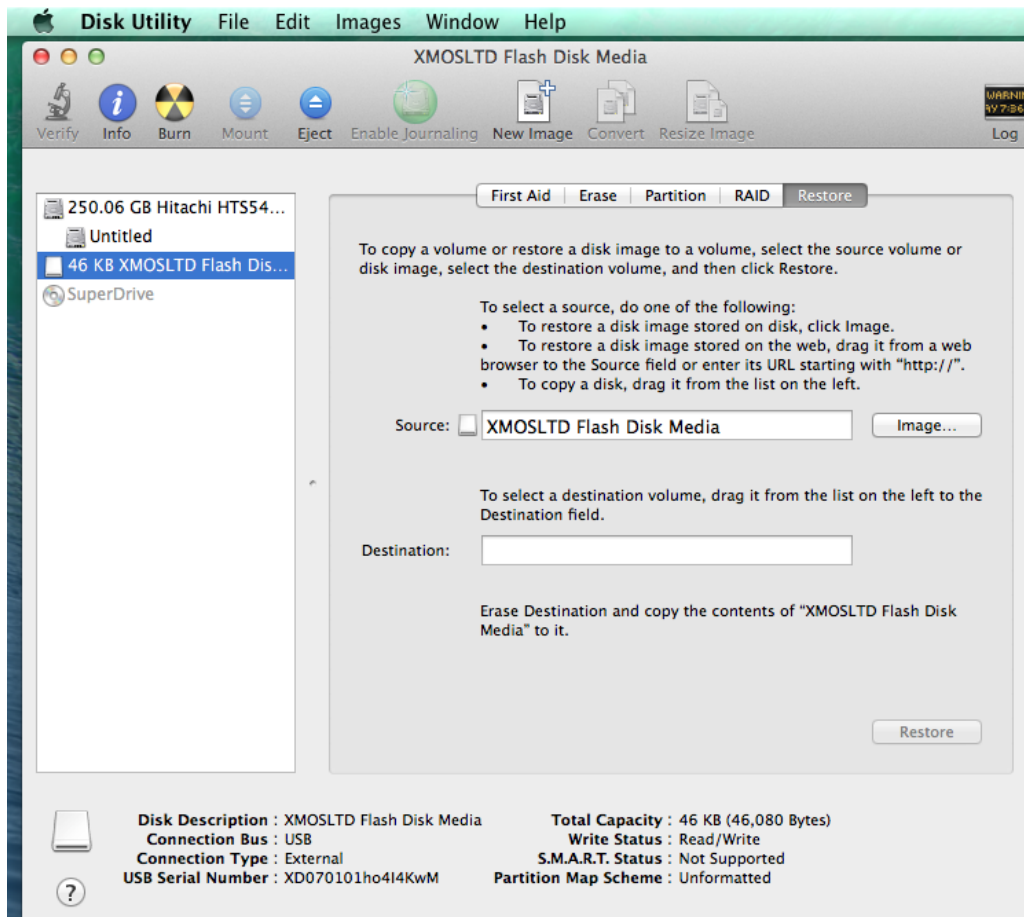 Disk Utility File Edit Images Window Help
XMOSLTD Flash Disk Media
Verify Info Burn Mount Eject Enable Journaling New Image Convert Resize Image Log
250.06 GB Hitachi HTS54...
Untitled
46 KB XMOSLTD Flash Dis...
SuperDrive
First Aid Erase Partition RAID Restore
To copy a volume or restore a disk image to a volume, select the source volume or
disk image, select the destination volume, and then click Restore.
To select a source, do one of the following:
• To restore a disk image stored on disk, click Image.
• To restore a disk image stored on the web, drag it from a web
browser to the Source field or enter its URL starting with “http://”.
• To copy a disk, drag it from the list on the left.
Source: XMOSLTD Flash Disk Media Image...
To select a destination volume, drag it from the list on the left to the
Destination field.
Destination:
Erase Destination and copy the contents of “XMOSLTD Flash Disk
Media” to it.
Restore
Disk Description : XMOSLTD Flash Disk Media Total Capacity : 46 KB (46,080 Bytes)
Connection Bus : USB Write Status : Read/Write
Connection Type : External S.M.A.R.T. Status : Not Supported
USB Serial Number : XD070101ho4I4KwM Partition Map Scheme : Unformatted
?